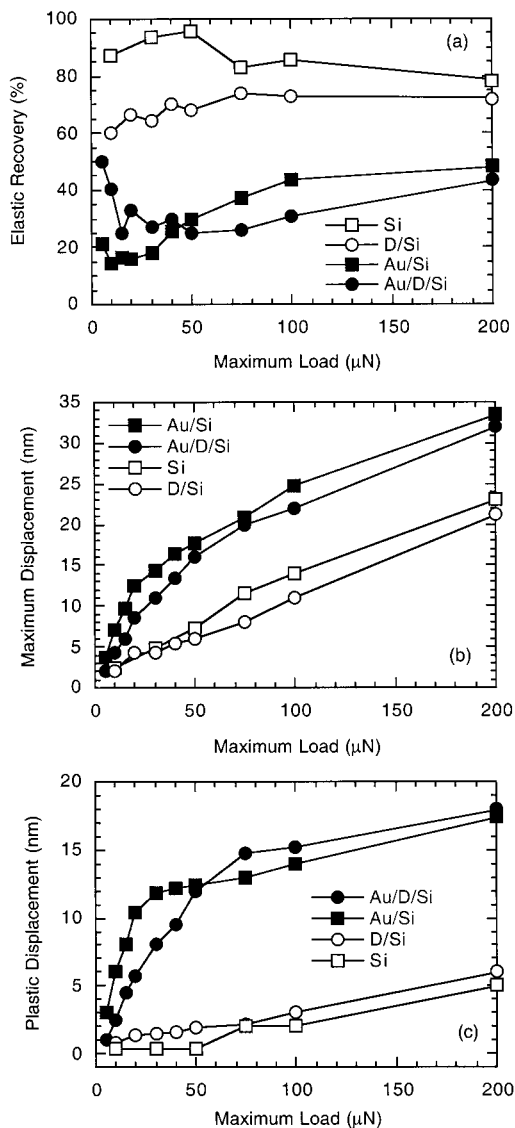 (a)
Elastic Recovery (%)
100
80
60
40
20
0
Si
D/Si
Au/Si
Au/D/Si
0 50 100 150 200
Maximum Load (μN)
Maximum Displacement (nm)
35
30
25
20
15
10
5
0
Au/Si
Au/D/Si
Si
D/Si
(b)
0 50 100 150 200
Maximum Load (μN)
Plastic Displacement (nm)
20
15
10
5
0
Au/D/Si
Au/Si
D/Si
Si
(c)
0 50 100 150 200
Maximum Load (μN)